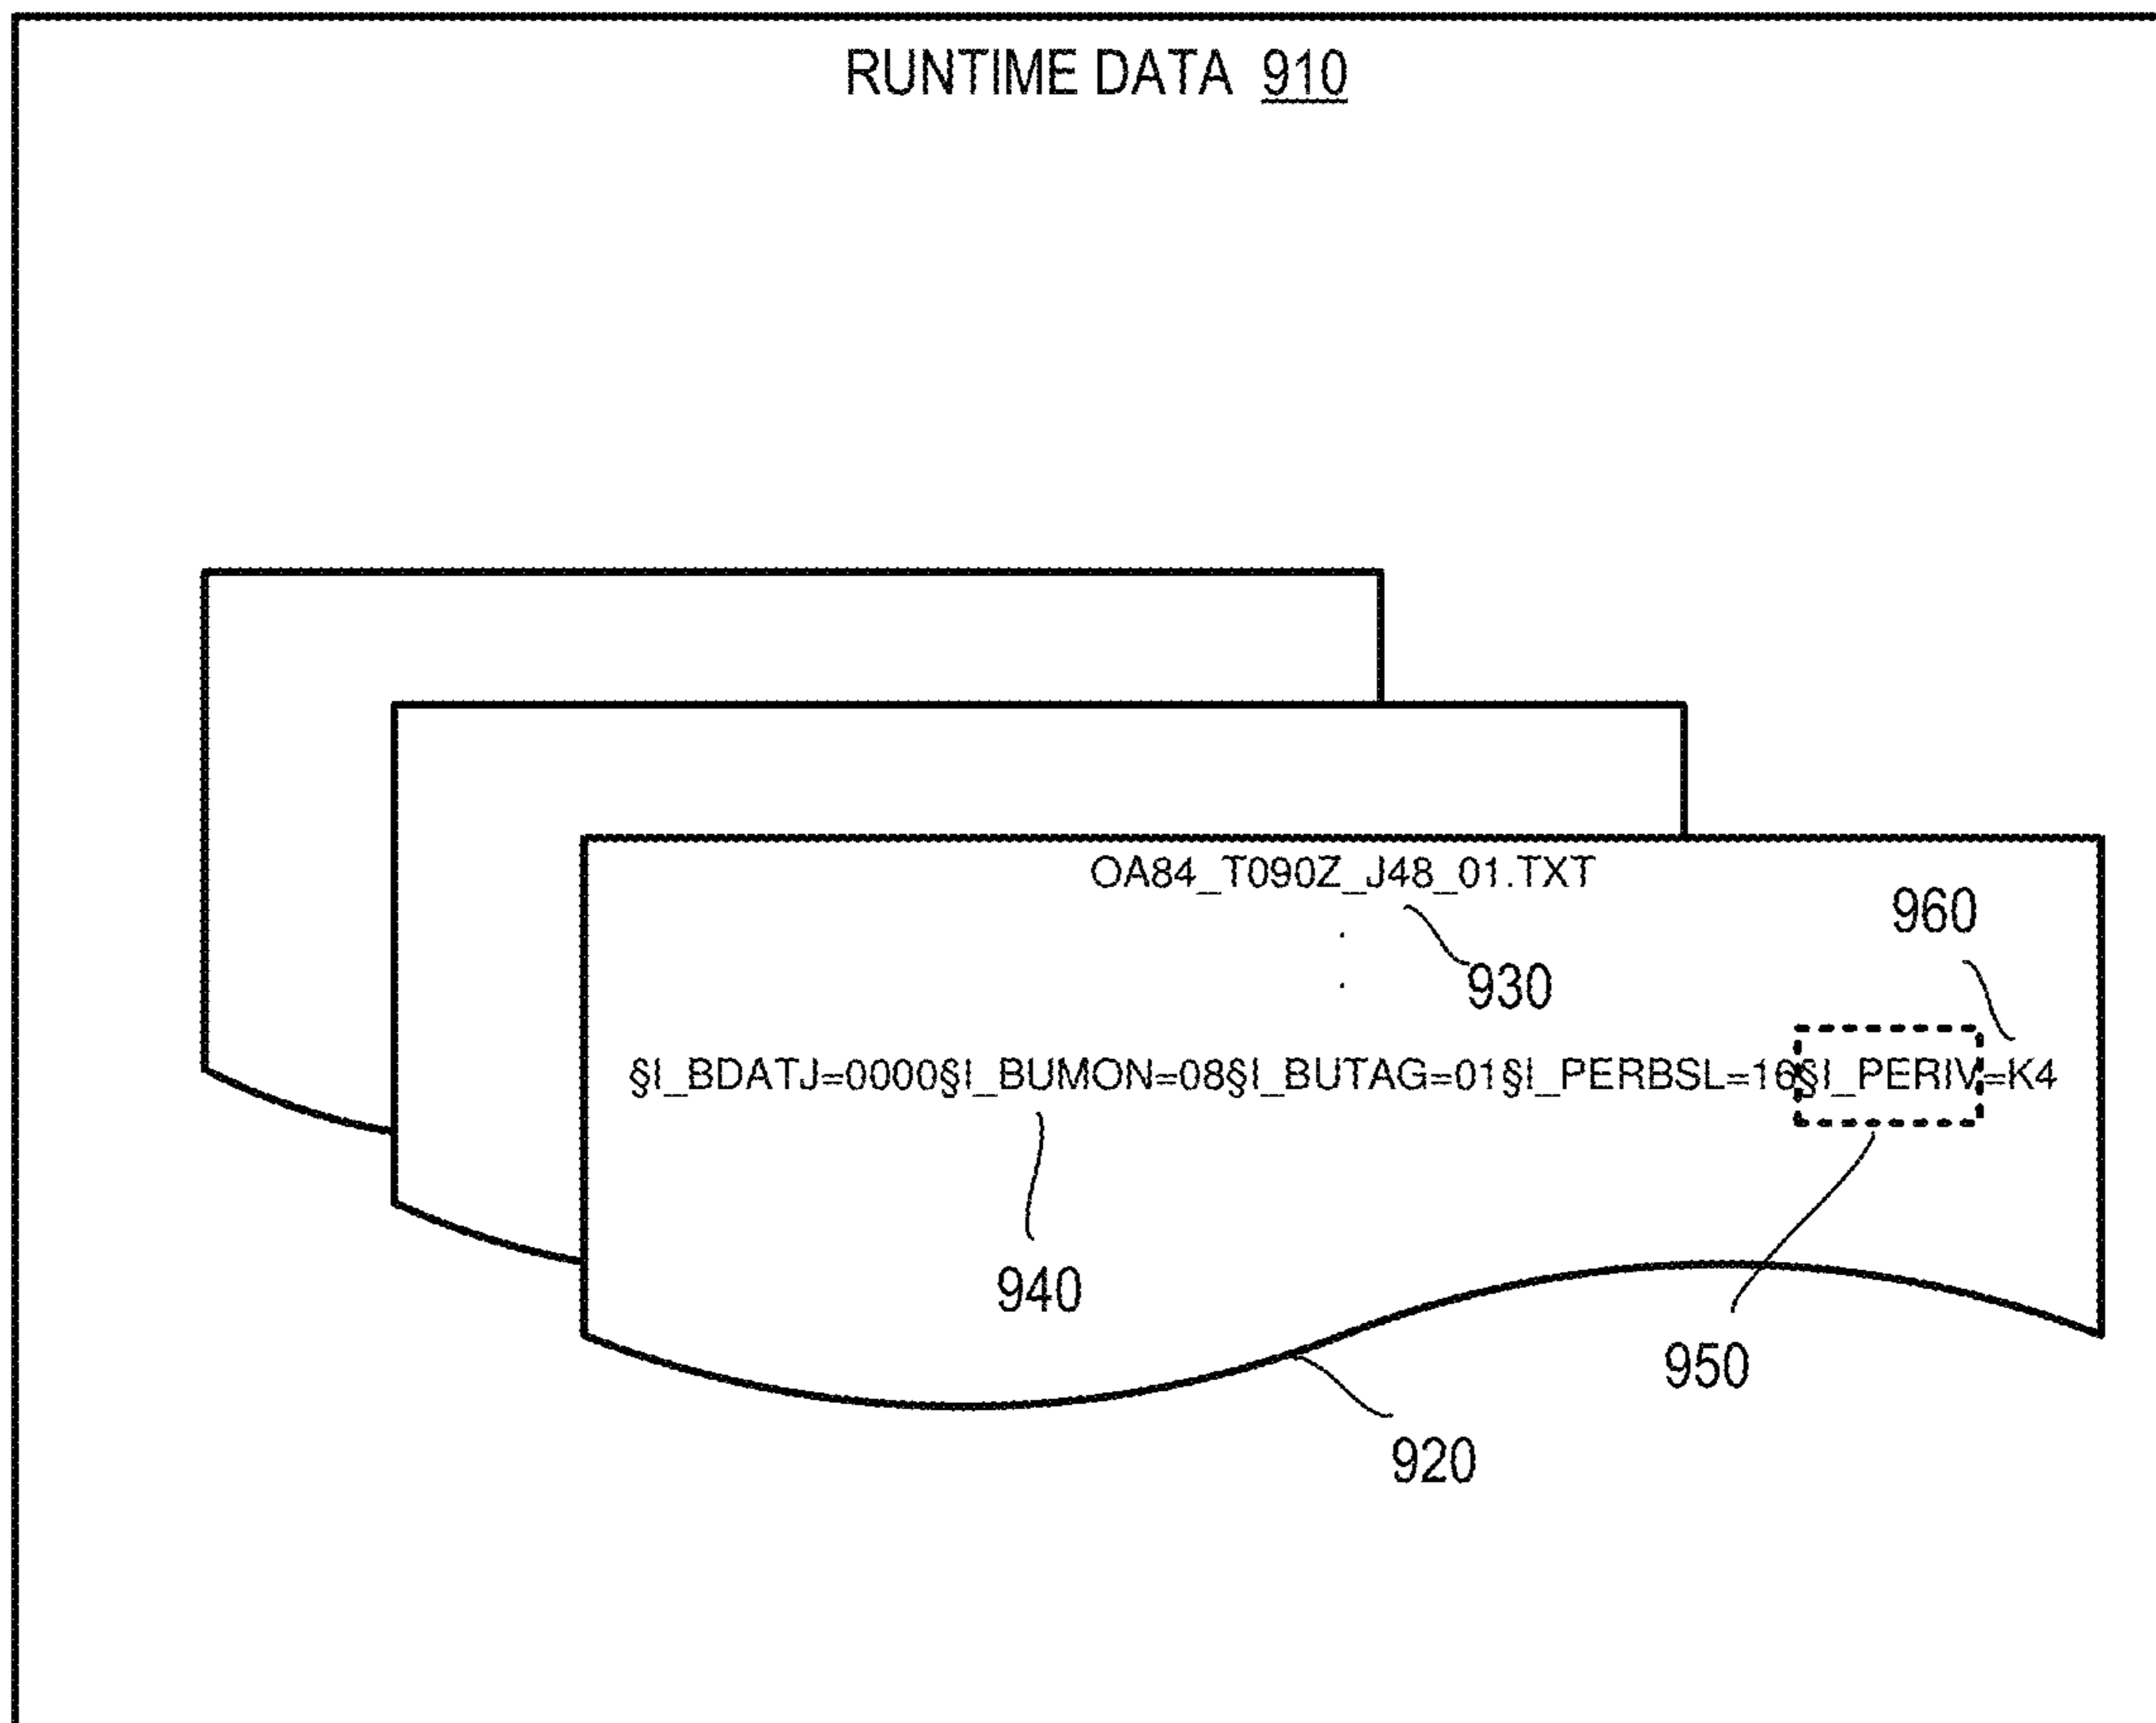 RUNTIME DATA 910
OA84_T090Z_J48_01.TXT
960
930
§I_BDATJ=0000§I_BUMON=08§I_BUTAG=01§I_PERBSL=16§I_PERIV=K4
940
950
920